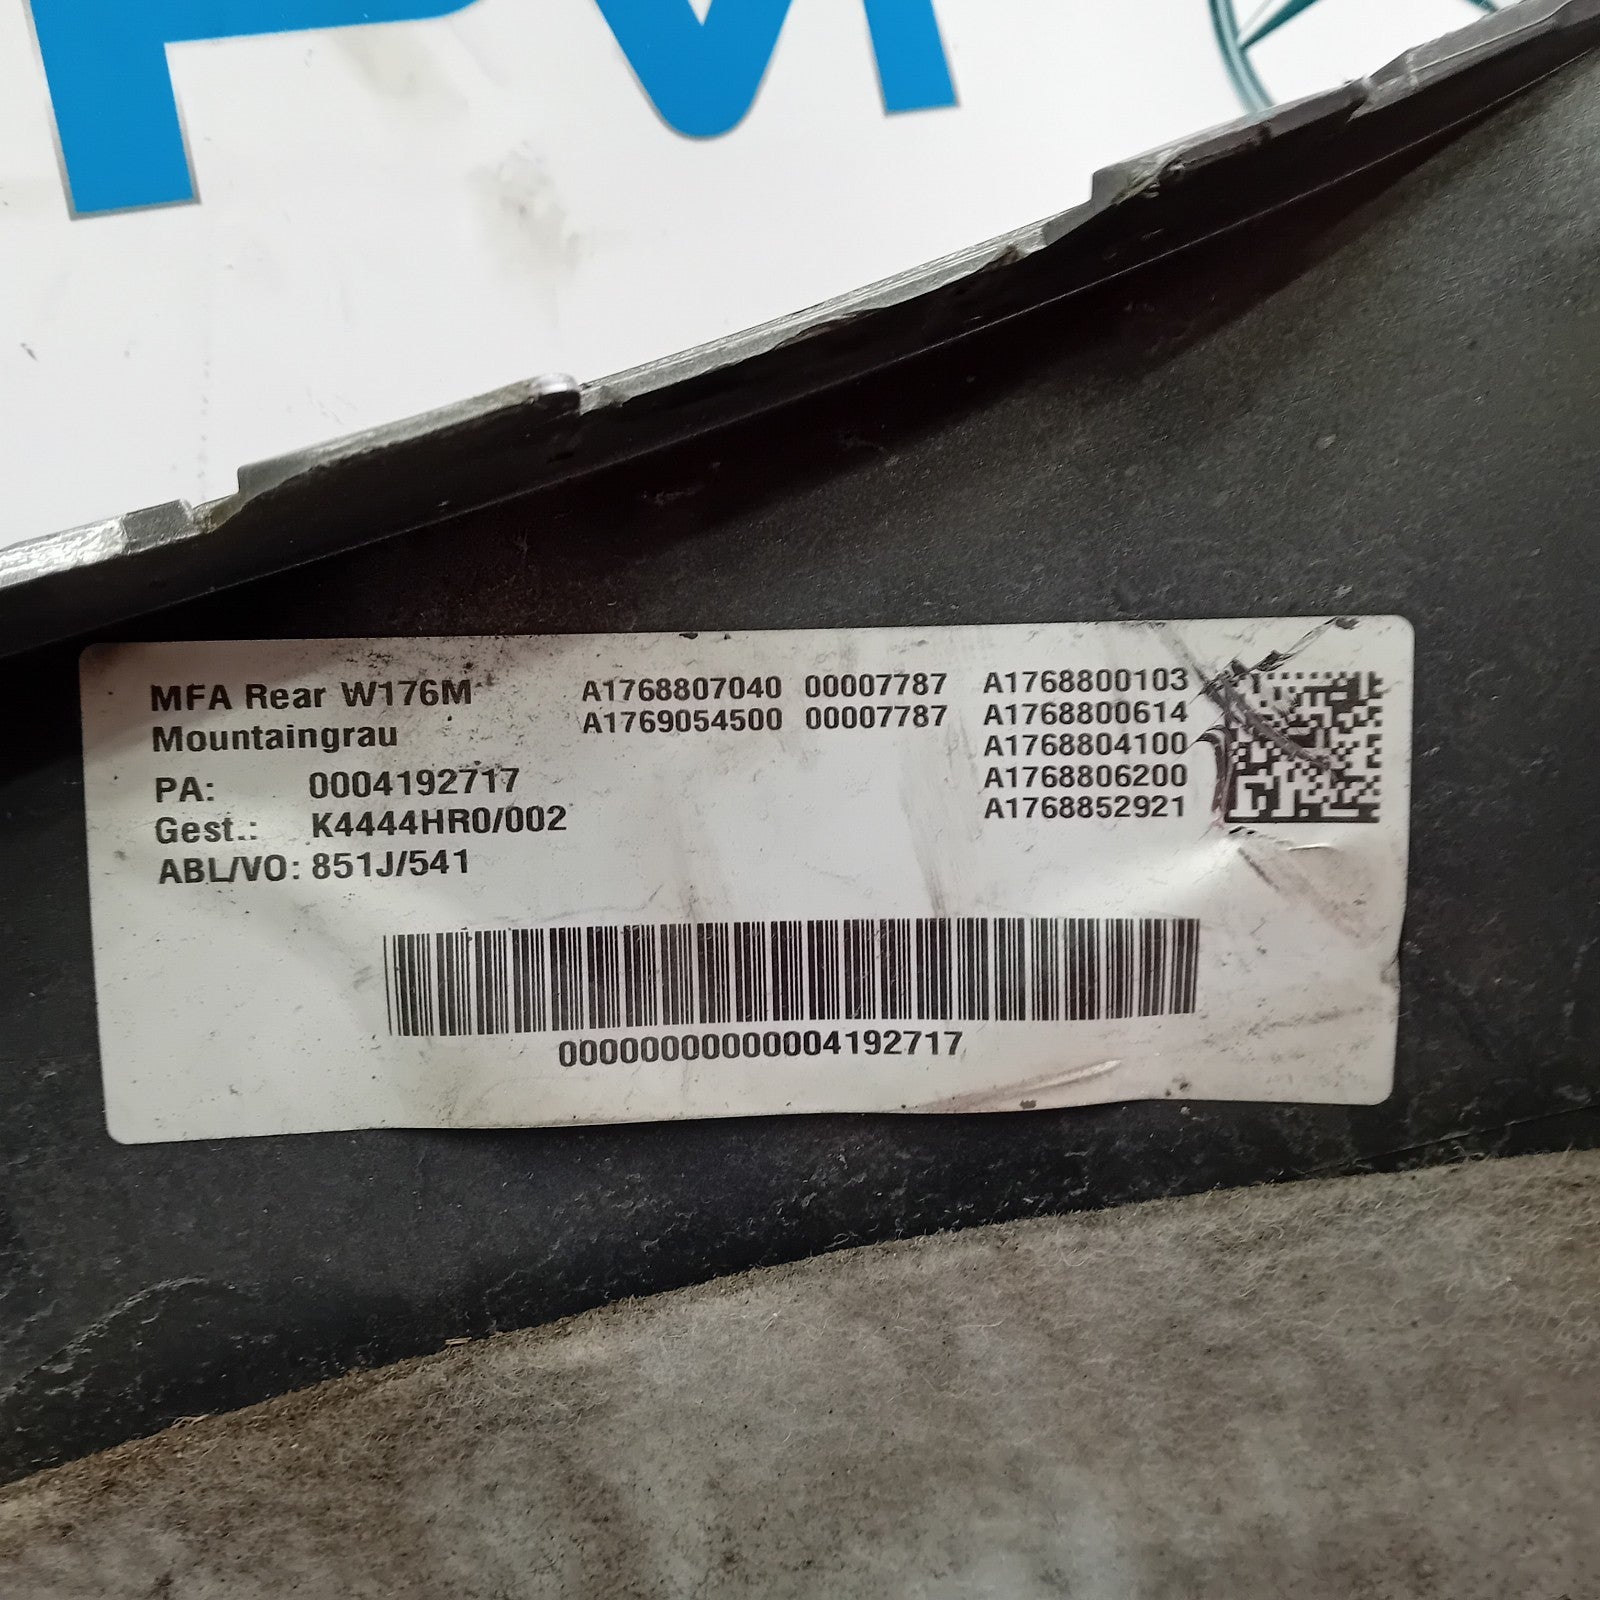 MFA Rear W176M
Mountaingrau
PA: 0004192717
Gest.: K4444HR0/002
ABL/VO: 851J/541
A1768807040 00007787
A1769054500 00007787
A1768800103
A1768800614
A1768804100
A1768806200
A1768852921
00000000000004192717